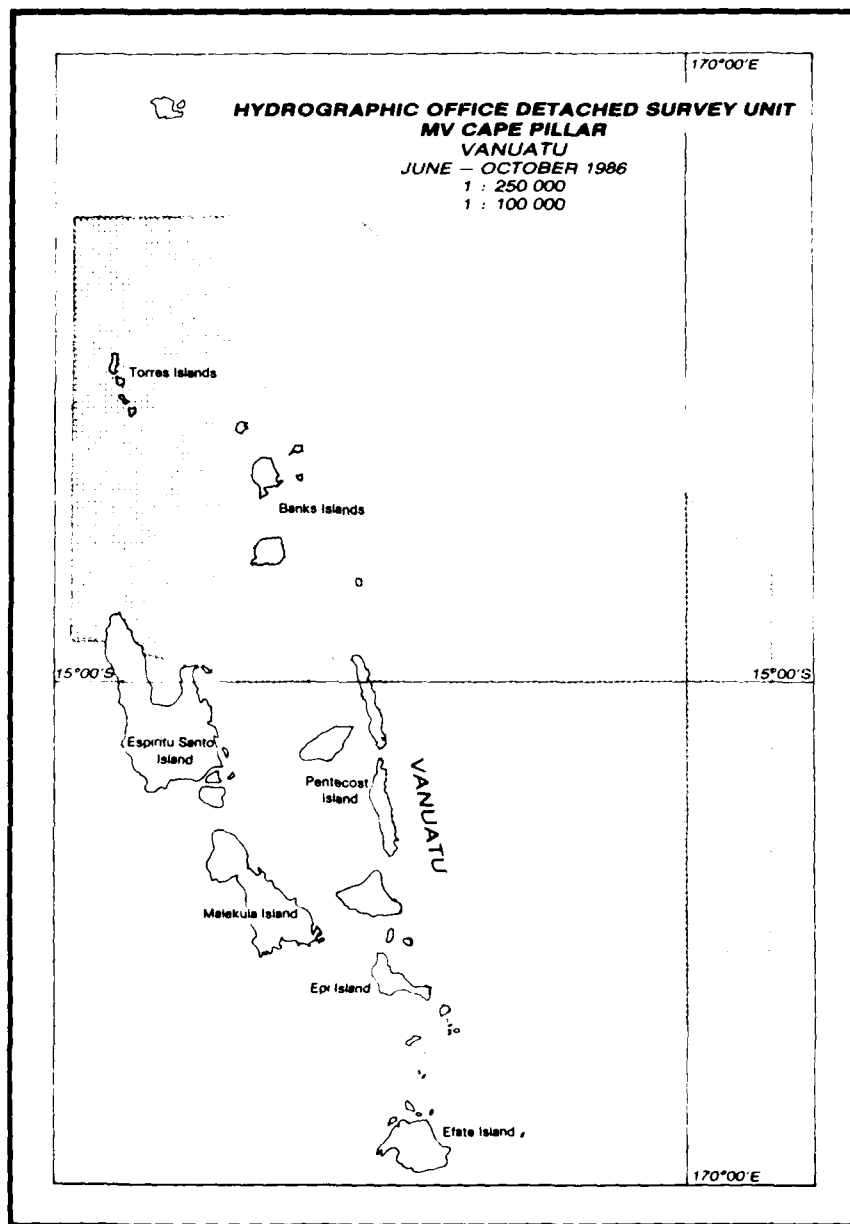 170°00'E
HYDROGRAPHIC OFFICE DETACHED SURVEY UNIT
MV CAPE PILLAR
VANUATU
JUNE – OCTOBER 1986
1 : 250 000
1 : 100 000
Torres Islands
Banks Islands
15°00'S
15°00'S
Espiritu Santo
Island
Pentecost
Island
VANUATU
Malekula Island
Epi Island
Efate Island
170°00'E